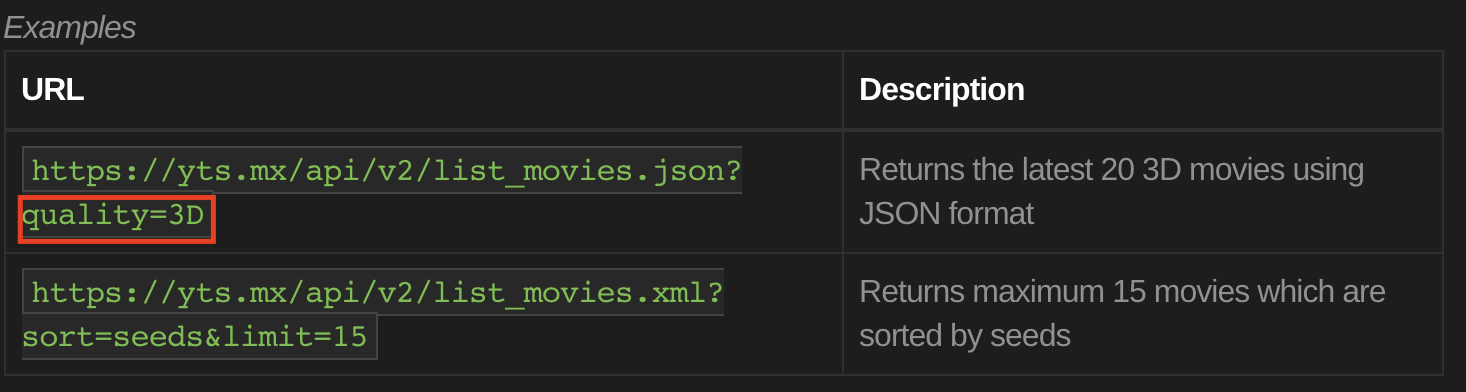 Examples
URL
Description
https://yts.mx/api/v2/list_movies.json?
quality=3D
Returns the latest 20 3D movies using
JSON format
https://yts.mx/api/v2/list_movies.xml?
sort=seeds&limit=15
Returns maximum 15 movies which are
sorted by seeds